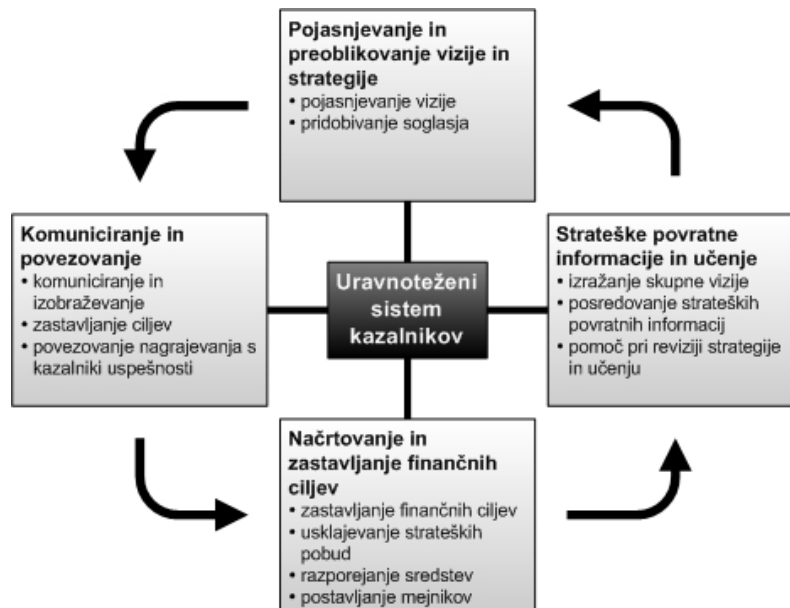 Pojasnjevanje in
preoblikovanje vizije in
strategije
• pojasnjevanje vizije
• pridobivanje soglasja
Komuniciranje in
povezovanje
• komuniciranje in
izobraževanje
• zastavljanje ciljev
• povezovanje nagrajevanja s
kazalniki uspešnosti
Uravnoteženi
sistem
kazalnikov
Strateške povratne
informacije in učenje
• izražanje skupne vizije
• posredovanje strateških
povratnih informacij
• pomoč pri reviziji strategije
in učenju
Načrtovanje in
zastavljanje finančnih
ciljev
• zastavljanje finančnih ciljev
• usklajevanje strateških
pobud
• razporejanje sredstev
• postavljanje mejnikov